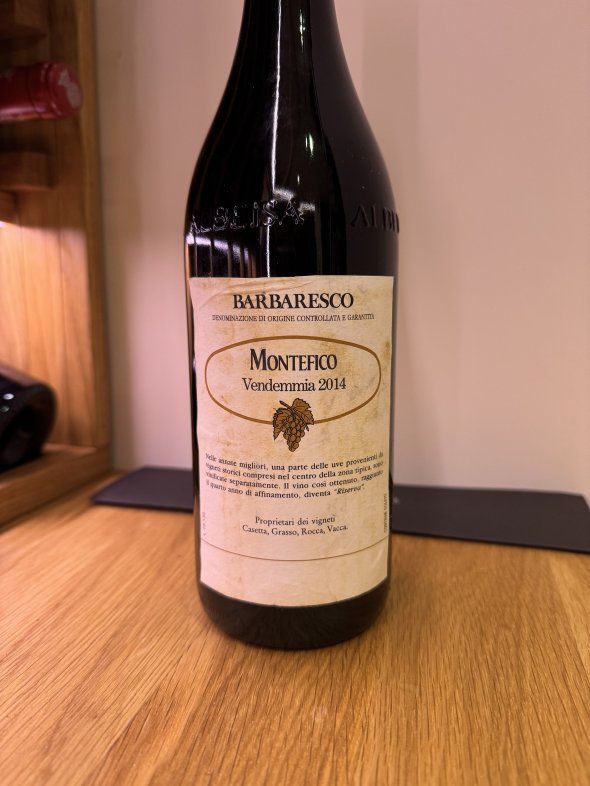 ALBEISA ALB
BARBARESCO
DENOMINAZIONE DI ORIGINE CONTROLLATA E GARANTITA
MONTEFICO
Vendemmia 2014
Nelle annate migliori, una parte delle uve provenienti da
vigneti storici compresi nel centro della zona tipica, sono
vinificate separatamente. Il vino così ottenuto, raggiunto
il quarto anno di affinamento, diventa "Riserva".
Proprietari dei vigneti
Casetta, Grasso, Rocca, Vacca.